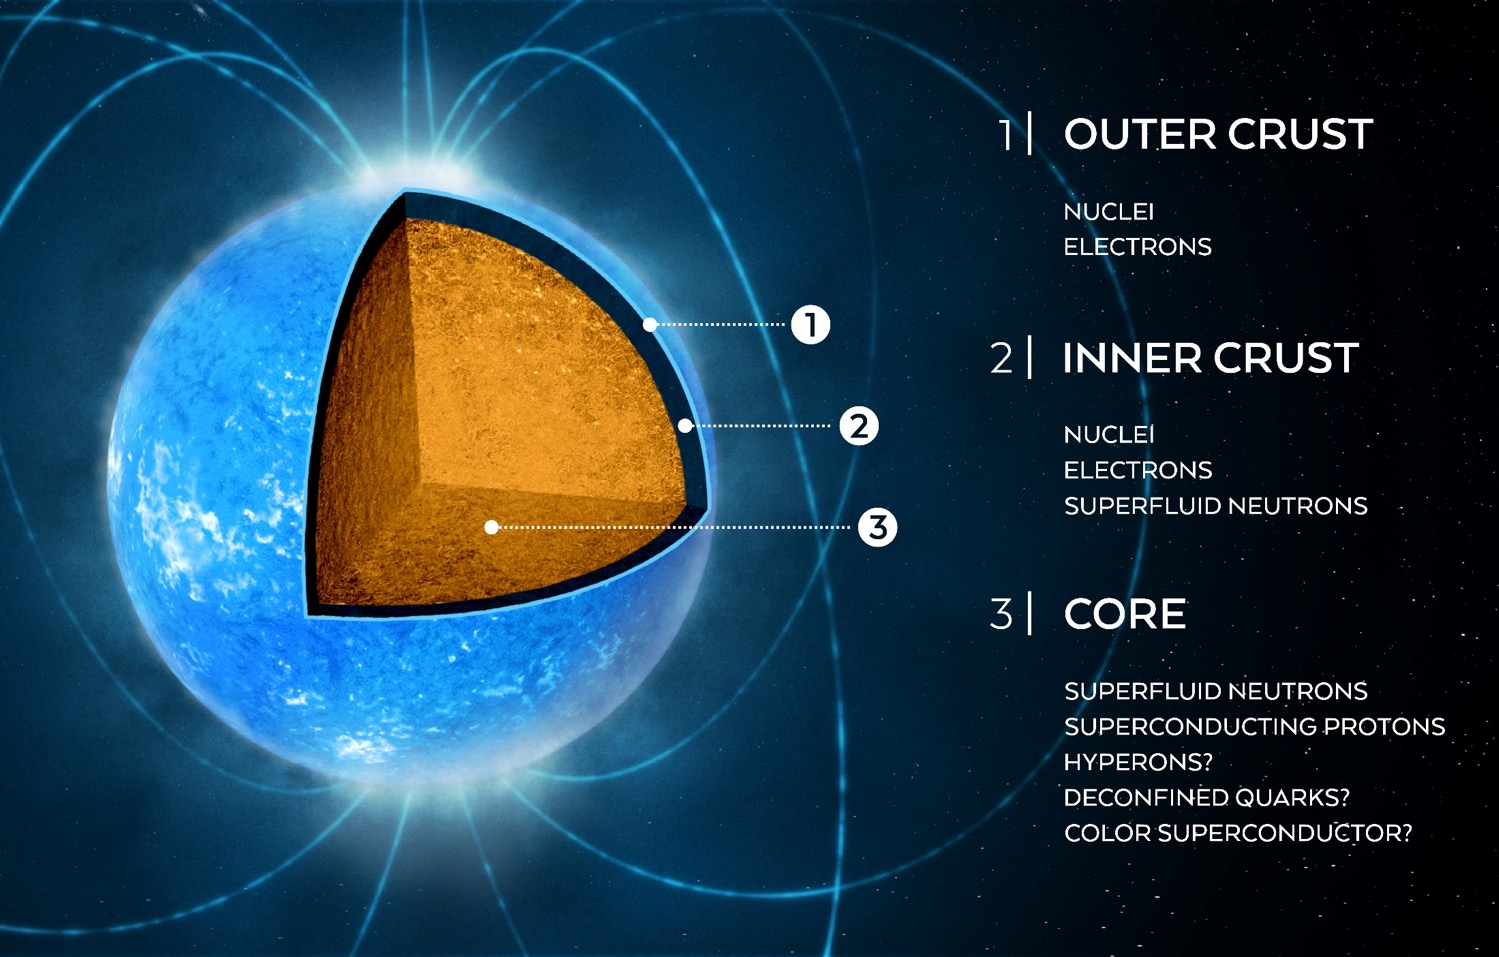 1
2
3
1| OUTER CRUST
NUCLEI
ELECTRONS
2| INNER CRUST
NUCLEI
ELECTRONS
SUPERFLUID NEUTRONS
3| CORE
SUPERFLUID NEUTRONS
SUPERCONDUCTING PROTONS
HYPERONS?
DECONFINED QUARKS?
COLOR SUPERCONDUCTOR?